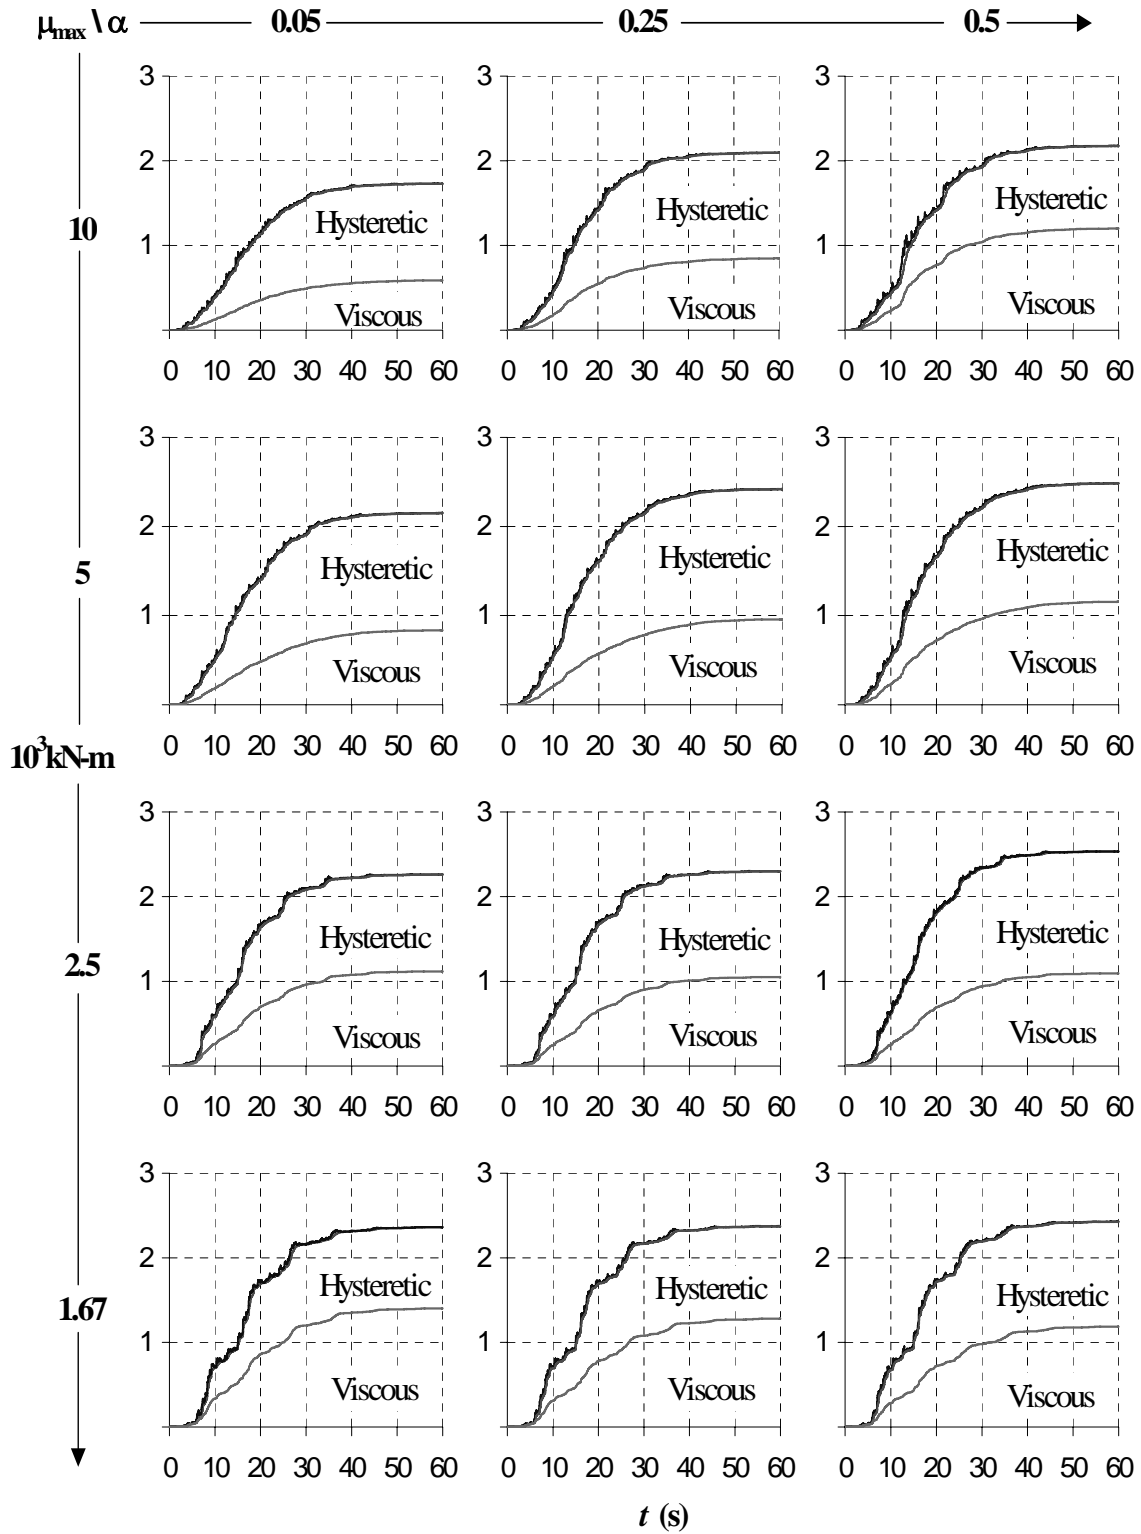 μmax \ α 0.05 0.25 0.5
10
3 3 3
2 2 2
Hysteretic Hysteretic Hysteretic
1 1 1
Viscous Viscous Viscous
0 10 20 30 40 50 60 0 10 20 30 40 50 60 0 10 20 30 40 50 60
5
3 3 3
2 2 2
Hysteretic Hysteretic Hysteretic
1 1 1
Viscous Viscous Viscous
0 10 20 30 40 50 60 0 10 20 30 40 50 60 0 10 20 30 40 50 60
10³kN-m
2.5
3 3 3
2 2 2
Hysteretic Hysteretic Hysteretic
1 1 1
Viscous Viscous Viscous
0 10 20 30 40 50 60 0 10 20 30 40 50 60 0 10 20 30 40 50 60
1.67
3 3 3
2 2 2
Hysteretic Hysteretic Hysteretic
1 1 1
Viscous Viscous Viscous
0 10 20 30 40 50 60 0 10 20 30 40 50 60 0 10 20 30 40 50 60
t (s)